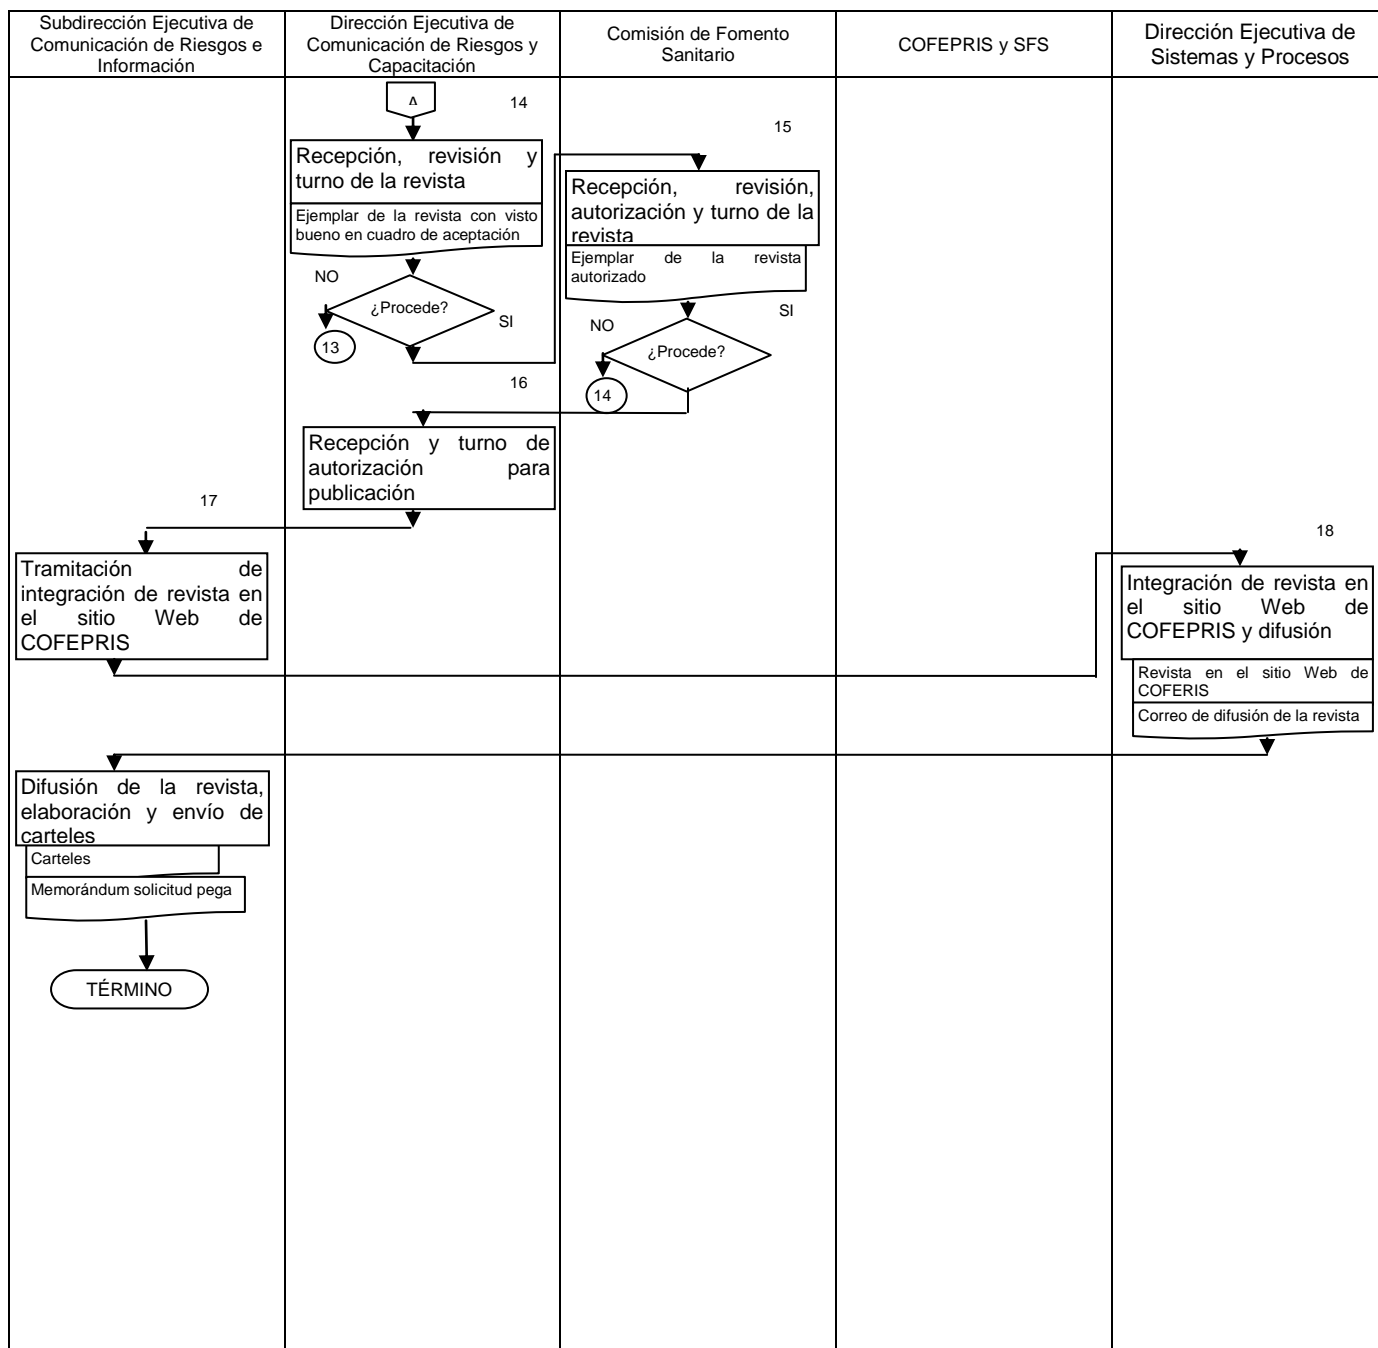 Subdirección Ejecutiva de
Comunicación de Riesgos e
Información
Dirección Ejecutiva de
Comunicación de Riesgos y
Capacitación
Comisión de Fomento
Sanitario
COFEPRIS y SFS
Dirección Ejecutiva de
Sistemas y Procesos
A
14
15
Recepción, revisión y
turno de la revista
Ejemplar de la revista con visto
bueno en cuadro de aceptación
Recepción, revisión,
autorización y turno de la
revista
Ejemplar de la revista
autorizado
NO
¿Procede?
SI
13
NO
¿Procede?
SI
14
16
Recepción y turno de
autorización para
publicación
17
18
Tramitación de
integración de revista en
el sitio Web de
COFEPRIS
Integración de revista en
el sitio Web de
COFEPRIS y difusión
Revista en el sitio Web de
COFERIS
Correo de difusión de la revista
Difusión de la revista,
elaboración y envío de
carteles
Carteles
Memorándum solicitud pega
TÉRMINO